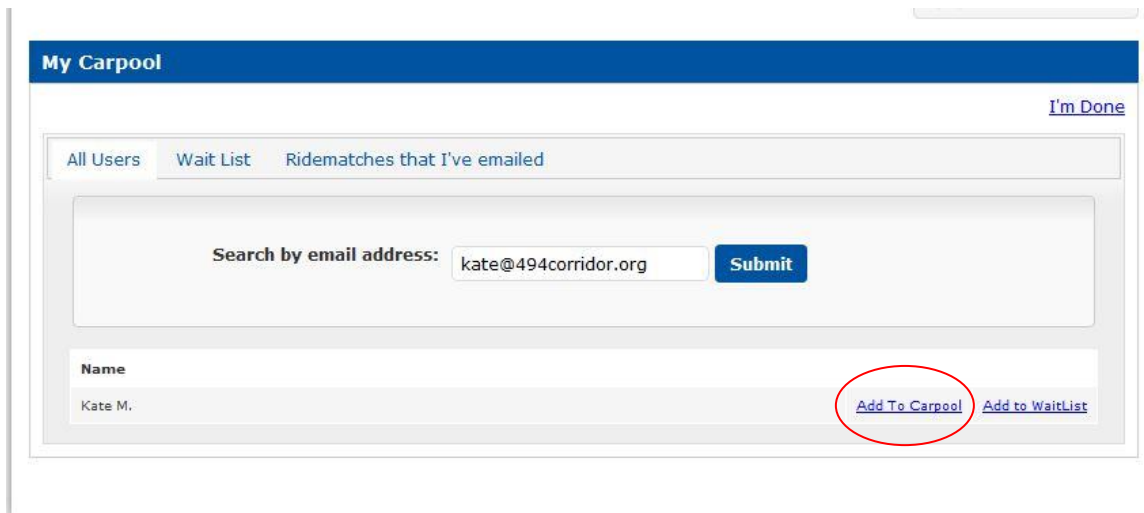 My Carpool
I'm Done
All Users Wait List Ridematches that I've emailed
Search by email address: kate@494corridor.org Submit
Name
Kate M. Add To Carpool Add to WaitList